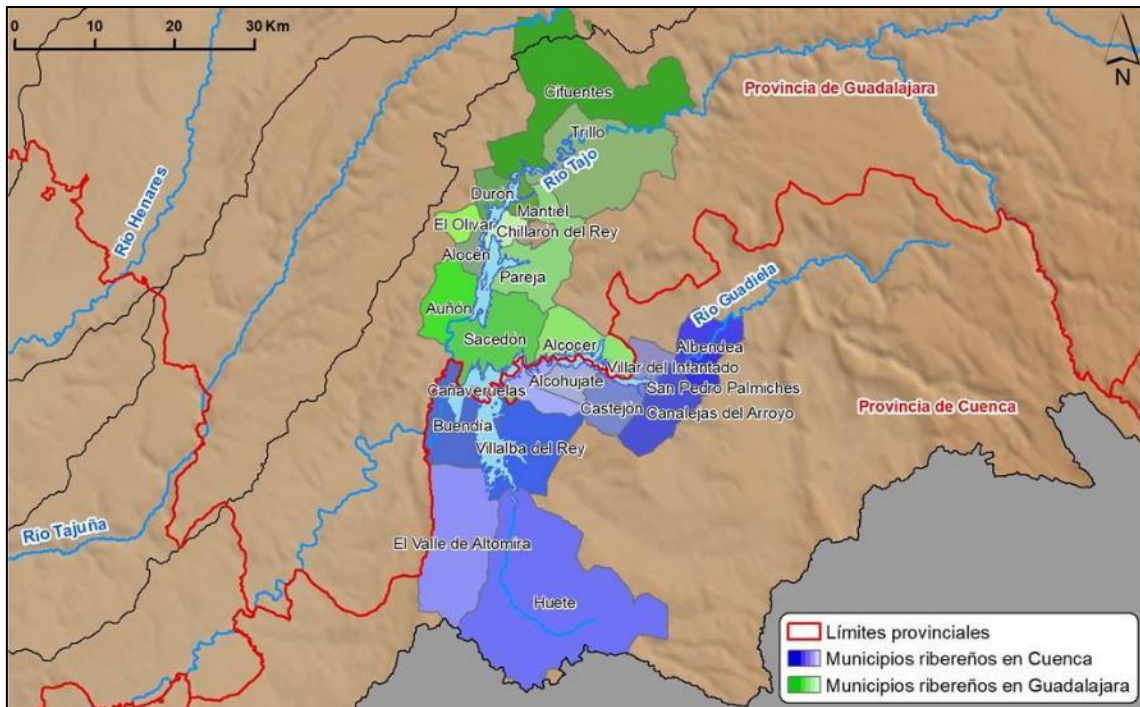 0 10 20 30 Km
N
Cifuentes
Provincia de Guadalajara
Trillo
Río Tajo
Durón
Mantiel
El Olivar
Chillarón del Rey
Río Henares
Alocén
Pareja
Auñón
Río Guadiela
Sacedón
Alcocer
Albendea
Villar del Infantado
Alcohujate
San Pedro Palmiches
Cañaveruelas
Castejón
Canalejas del Arroyo
Provincia de Cuenca
Buendía
Villalba del Rey
Río Tajuña
El Valle de Altomira
Huete
Límites provinciales
Municipios ribereños en Cuenca
Municipios ribereños en Guadalajara